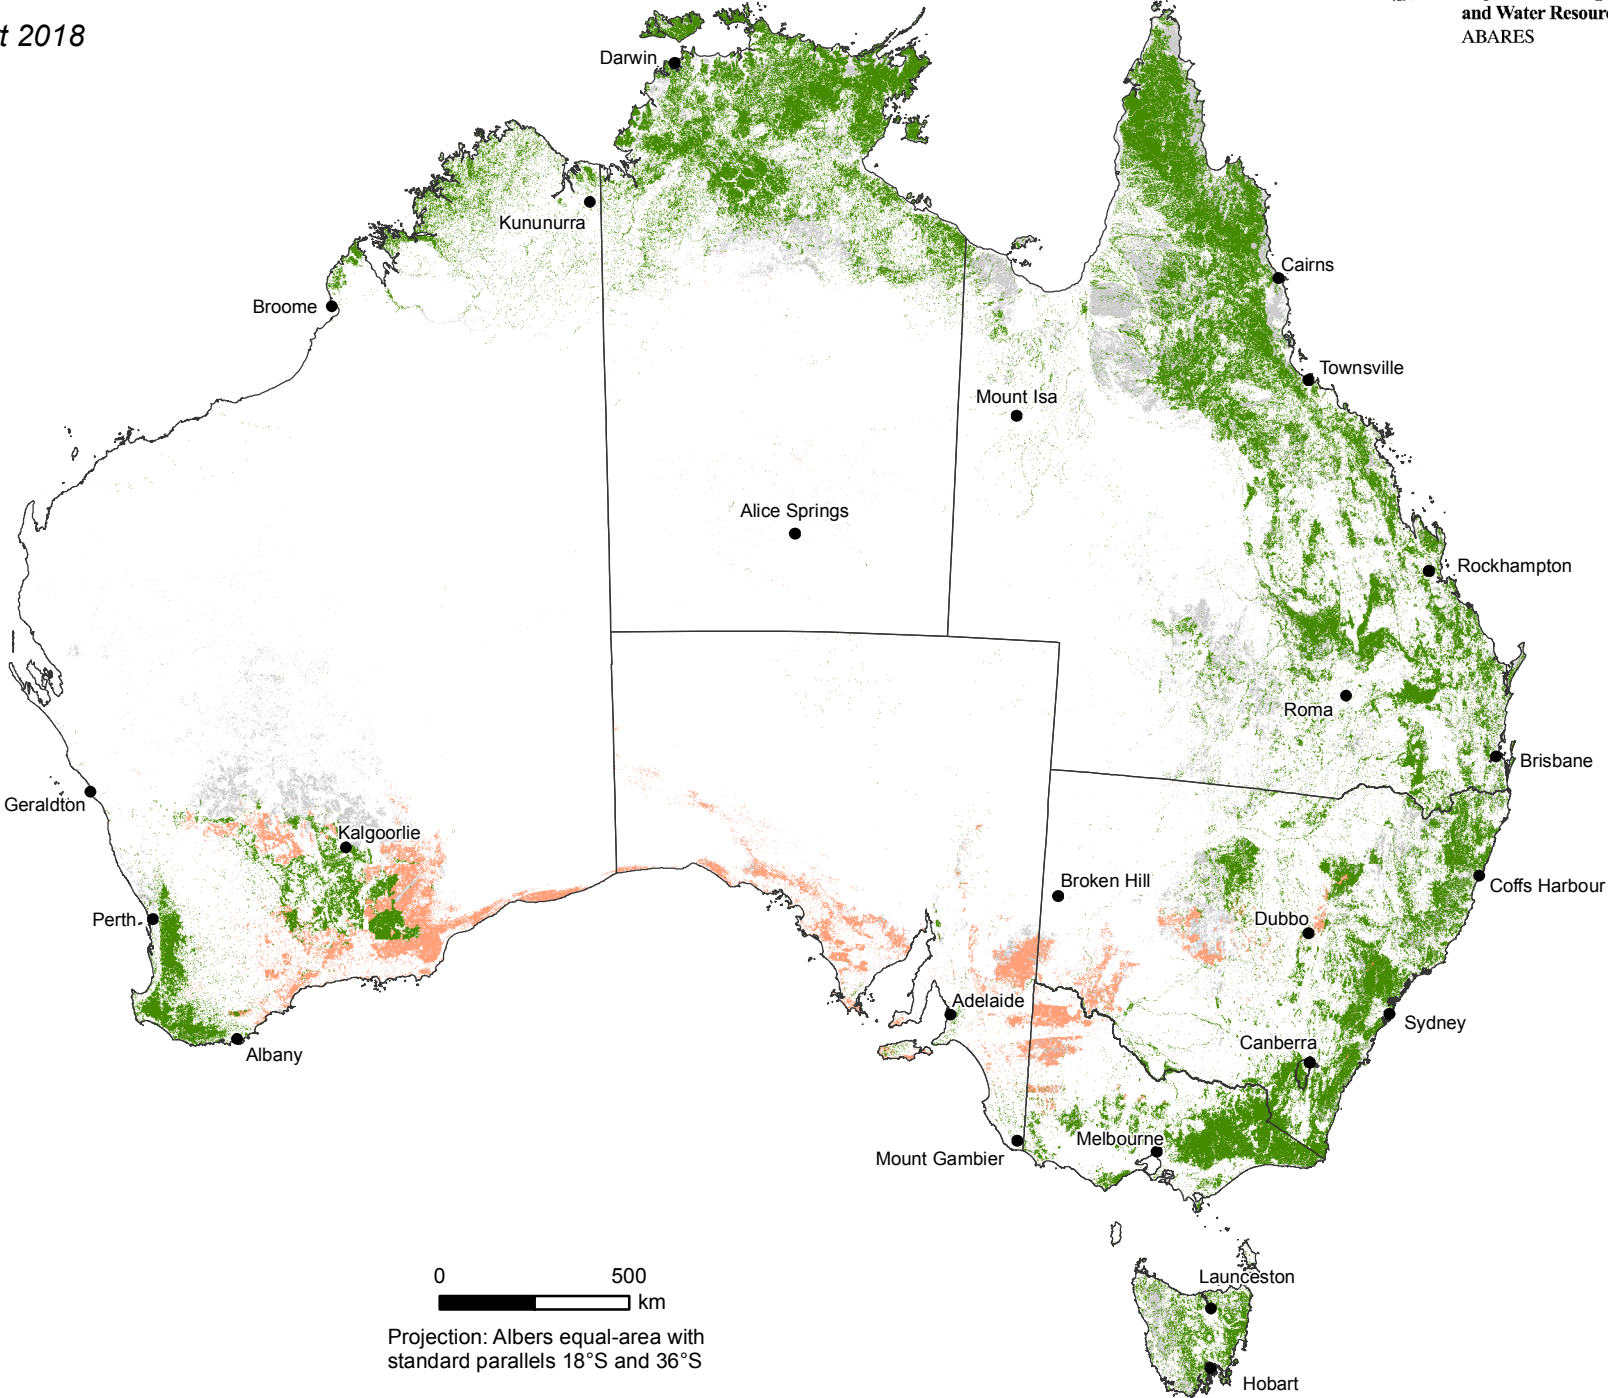 t 2018
and Water Resour
ABARES
Darwin
Kununurra
Cairns
Broome
Townsville
Mount Isa
Alice Springs
Rockhampton
Roma
Brisbane
Geraldton
Kalgoorlie
Broken Hill
Coffs Harbour
Perth
Dubbo
Adelaide
Sydney
Canberra
Albany
Melbourne
Mount Gambier
Launceston
0 500
km
Projection: Albers equal-area with
standard parallels 18°S and 36°S
Hobart